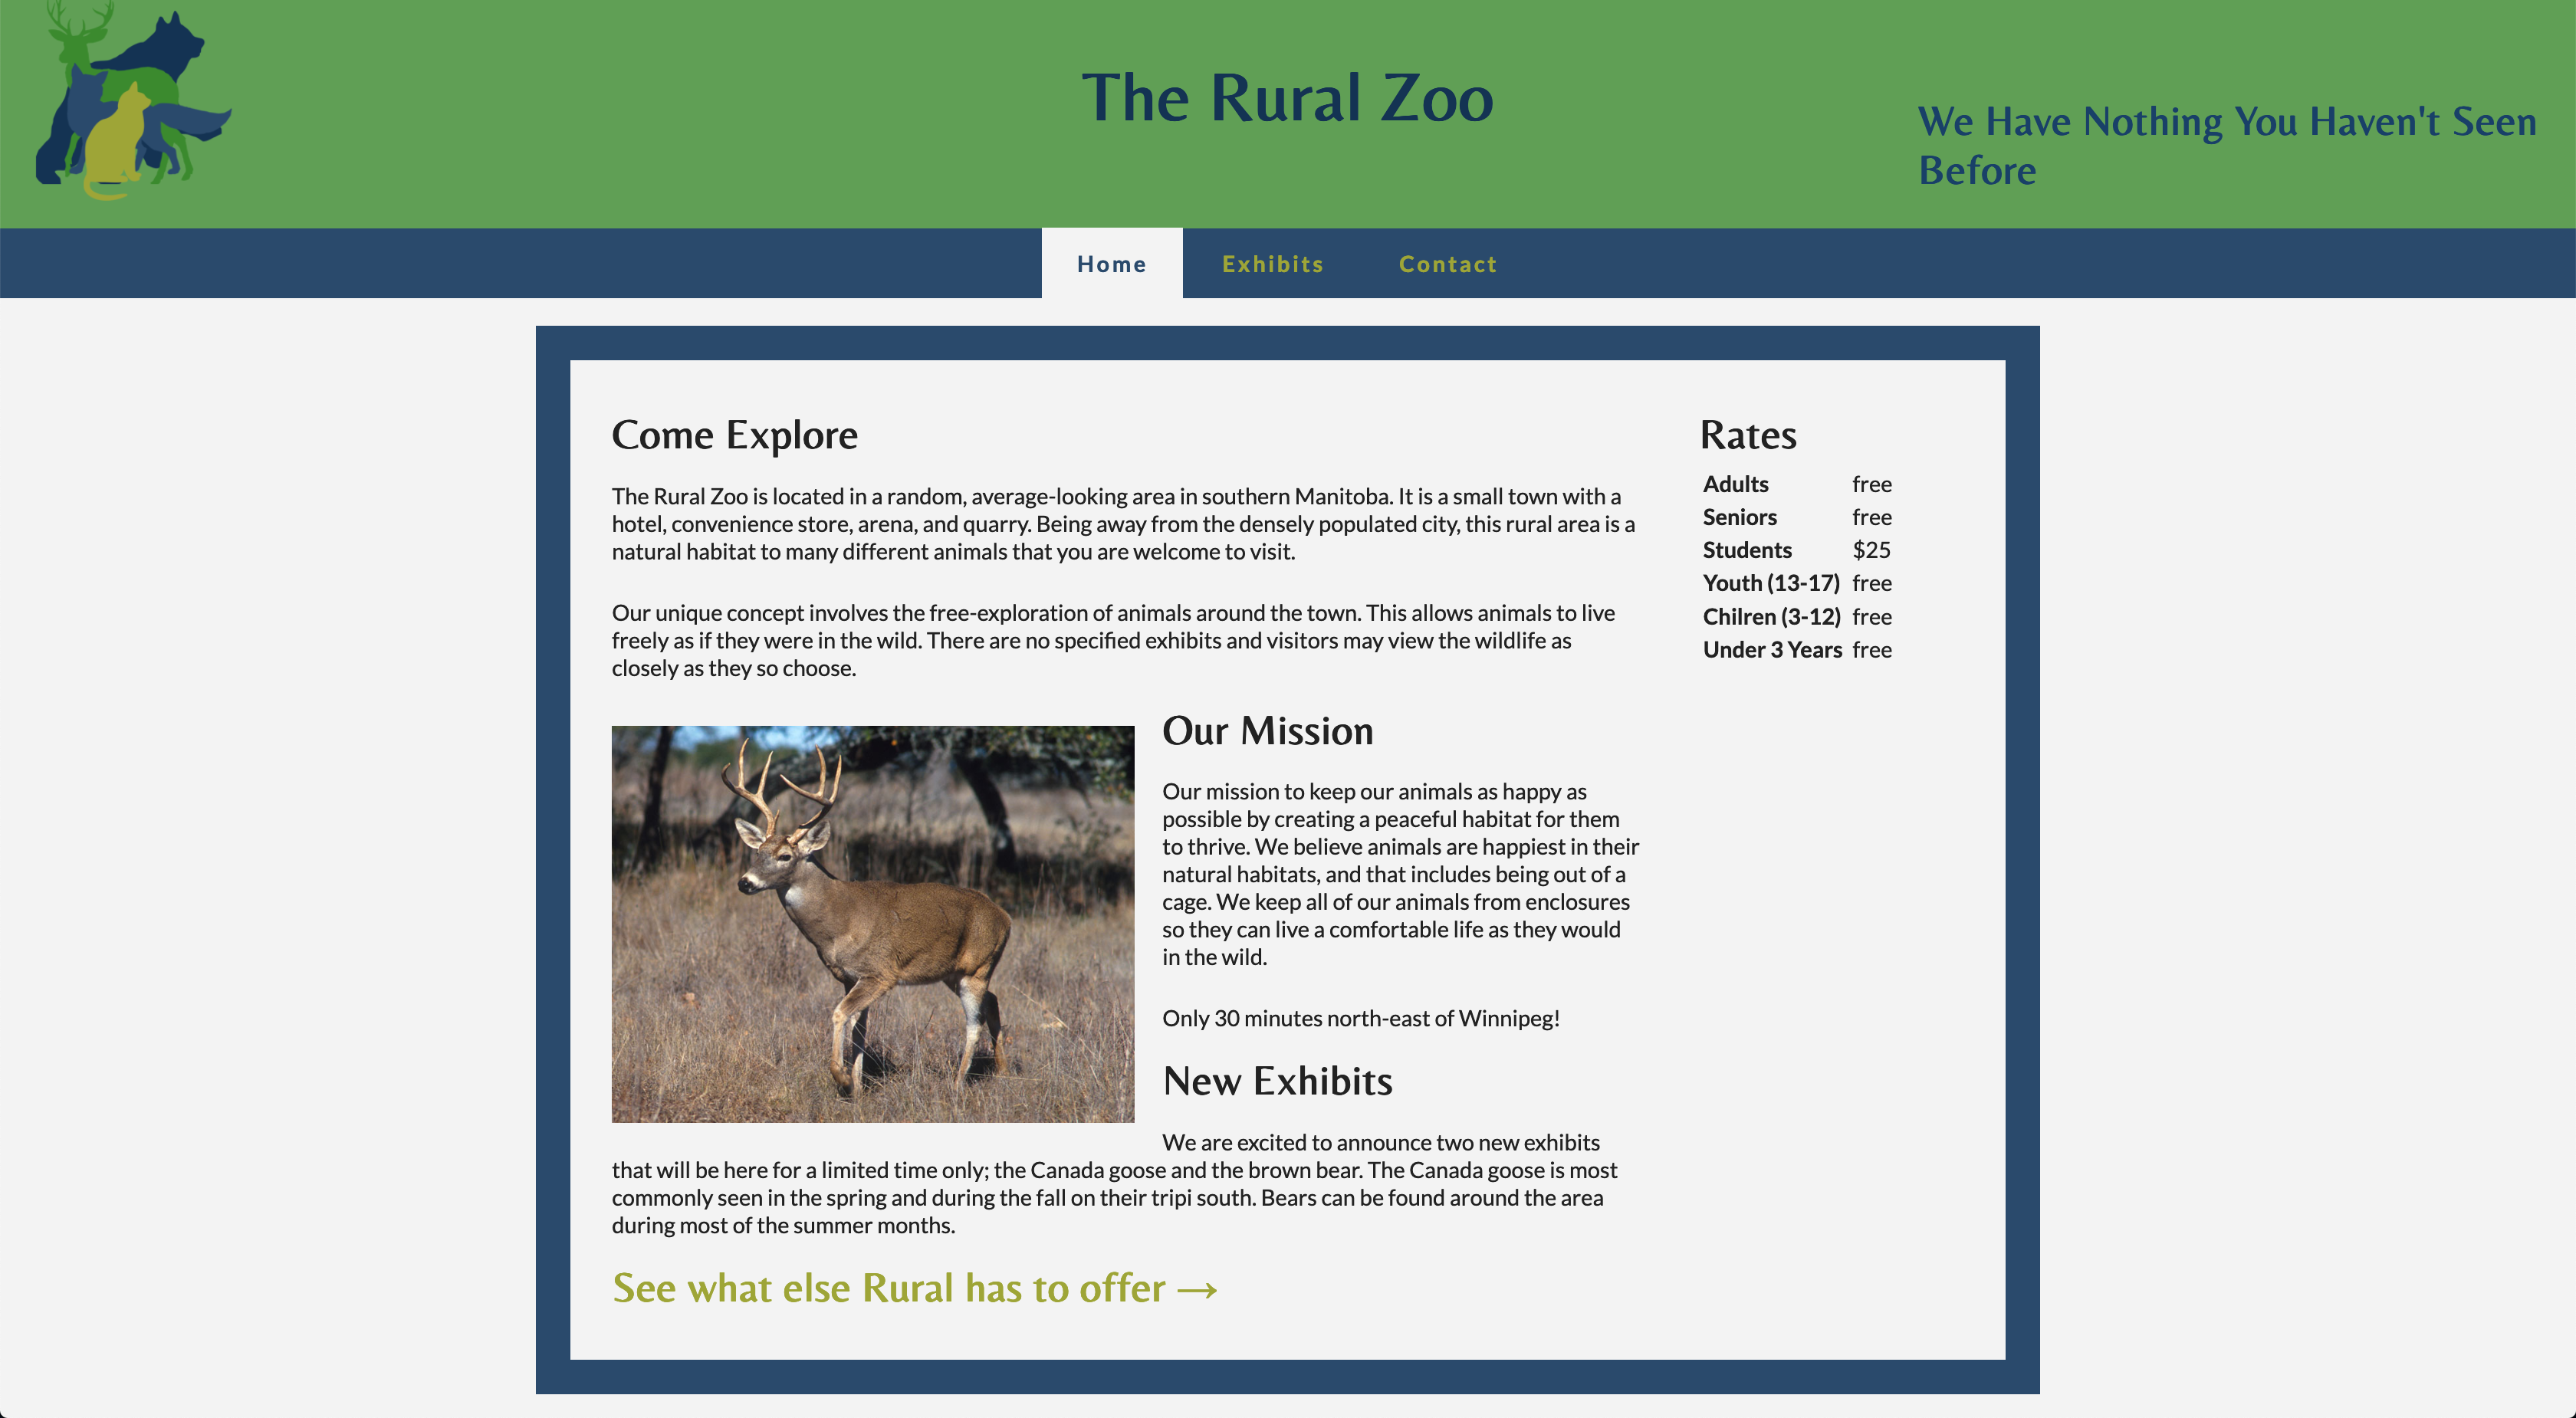 The Rural Zoo
We Have Nothing You Haven't Seen
Before
Home
Exhibits
Contact
Come Explore
The Rural Zoo is located in a random, average-looking area in southern Manitoba. It is a small town with a
hotel, convenience store, arena, and quarry. Being away from the densely populated city, this rural area is a
natural habitat to many different animals that you are welcome to visit.
Our unique concept involves the free-exploration of animals around the town. This allows animals to live
freely as if they were in the wild. There are no specified exhibits and visitors may view the wildlife as
closely as they so choose.
Our Mission
Our mission to keep our animals as happy as
possible by creating a peaceful habitat for them
to thrive. We believe animals are happiest in their
natural habitats, and that includes being out of a
cage. We keep all of our animals from enclosures
so they can live a comfortable life as they would
in the wild.
Only 30 minutes north-east of Winnipeg!
New Exhibits
We are excited to announce two new exhibits
that will be here for a limited time only; the Canada goose and the brown bear. The Canada goose is most
commonly seen in the spring and during the fall on their tripi south. Bears can be found around the area
during most of the summer months.
See what else Rural has to offer →
Rates
Adults free
Seniors free
Students $25
Youth (13-17) free
Chilren (3-12) free
Under 3 Years free